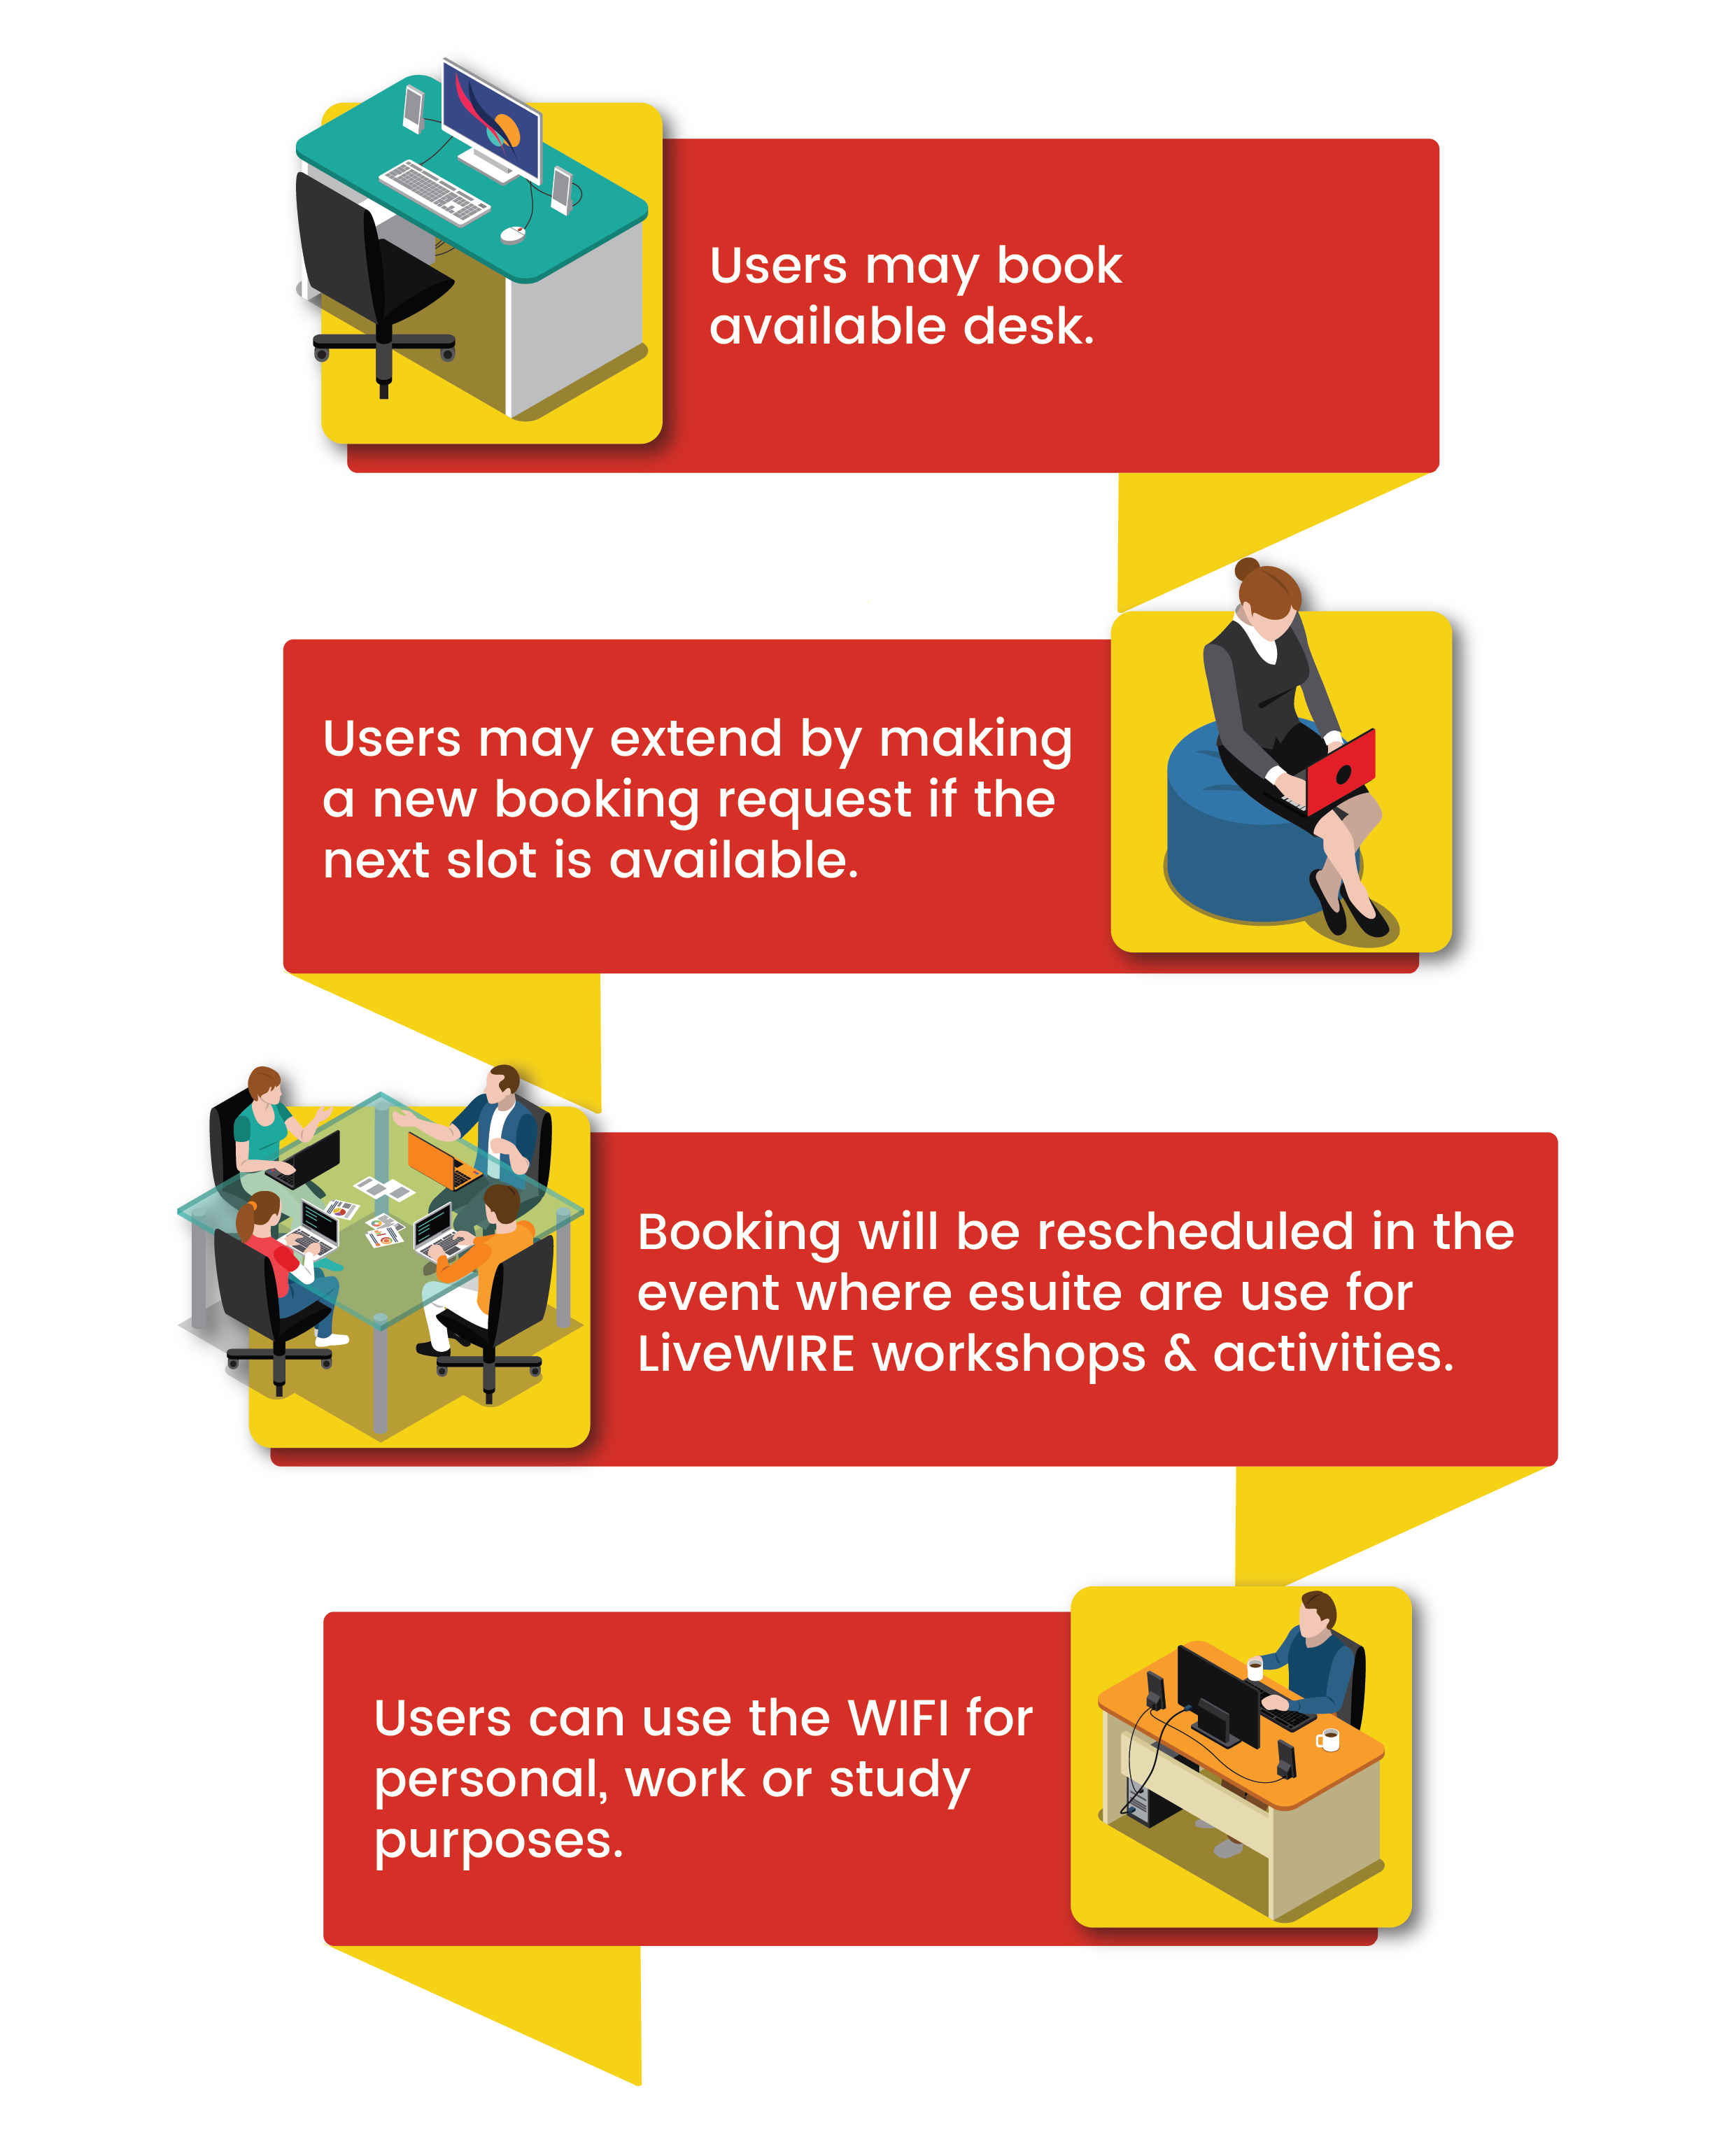 Users may book
available desk.
Users may extend by making
a new booking request if the
next slot is available.
Booking will be rescheduled in the
event where esuite are use for
LiveWIRE workshops & activities.
Users can use the WIFI for
personal, work or study
purposes.